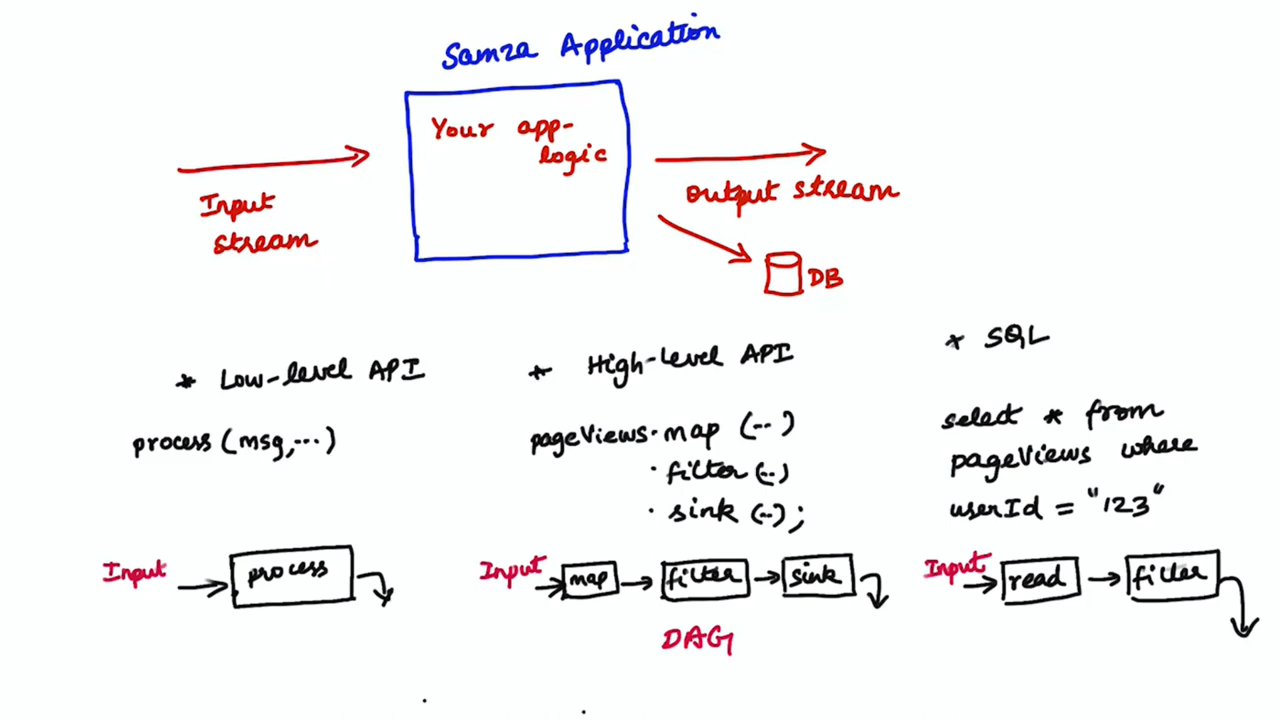 Samza Application
Your app-
logic
Input
stream
Output stream
DB
* Low-level API
process (msg, ...)
Input
process
* High-Level API
pageViews.map (--)
.filter (--)
.sink (--);
Input
map
filter
sink
DAG
* SQL
select * from
pageViews where
userId = "123"
Input
read
filter